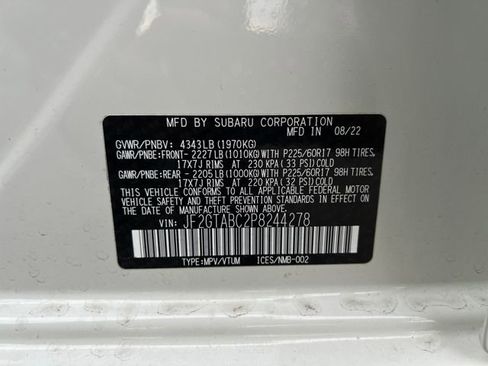 MFD BY SUBARU CORPORATION
MFD IN 08/22
GVWR/PNBV: 4343LB (1970KG)
GAWR/PNBE:FRONT- 2227LB (1010KG) WITH P225/60R17 98H TIRES,
17X7J RIMS AT 230 KPA (33 PSI) COLD
GAWR/PNBE:REAR - 2205LB (1000KG) WITH P225/60R17 98H TIRES,
17X7J RIMS AT 220 KPA (32 PSI) COLD
THIS VEHICLE CONFORMS TO ALL APPLICABLE FEDERAL MOTOR
VEHICLE SAFETY STANDARDS IN EFFECT ON THE DATE OF
MANUFACTURE SHOWN ABOVE.
VIN: JF2GTABC2P8244278
TYPE:MPV/VTUM ICES/NMB-002